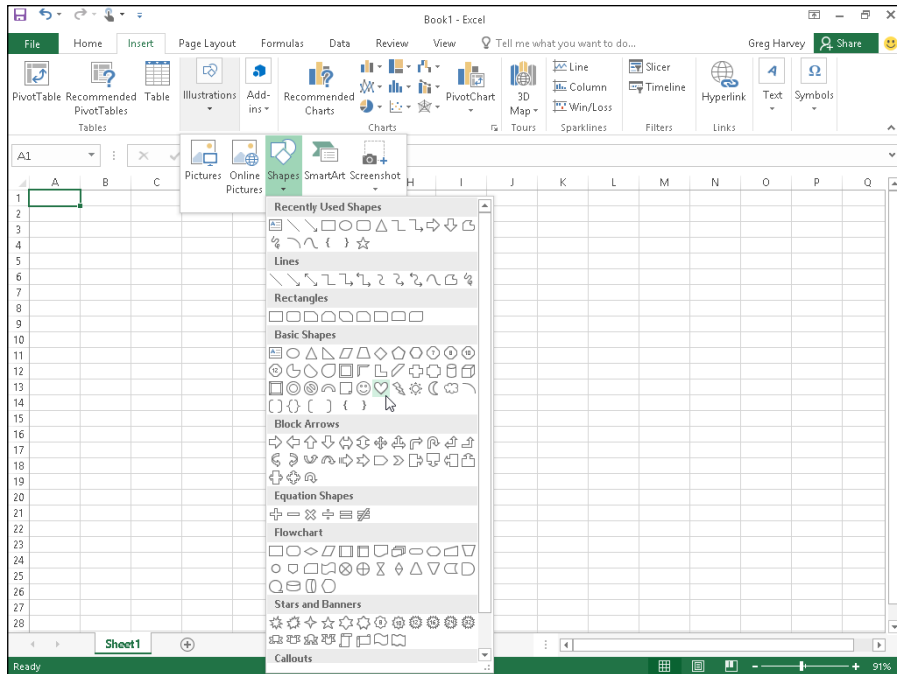 Book1 - Excel
File Home Insert Page Layout Formulas Data Review View Tell me what you want to do... Greg Harvey Share
PivotTable Recommended PivotTables Table Illustrations Add-ins Recommended Charts PivotChart 3D Map Line Column Win/Loss Slicer Timeline Hyperlink Text Symbols
Tables Charts Tours Sparklines Filters Links
A1
Pictures Online Pictures Shapes SmartArt Screenshot
A B C H I J K L M N O P Q
Recently Used Shapes
Lines
Rectangles
Basic Shapes
Block Arrows
Equation Shapes
Flowchart
Stars and Banners
Callouts
1
2
3
4
5
6
7
8
9
10
11
12
13
14
15
16
17
18
19
20
21
22
23
24
25
26
27
28
Sheet1
Ready 91%